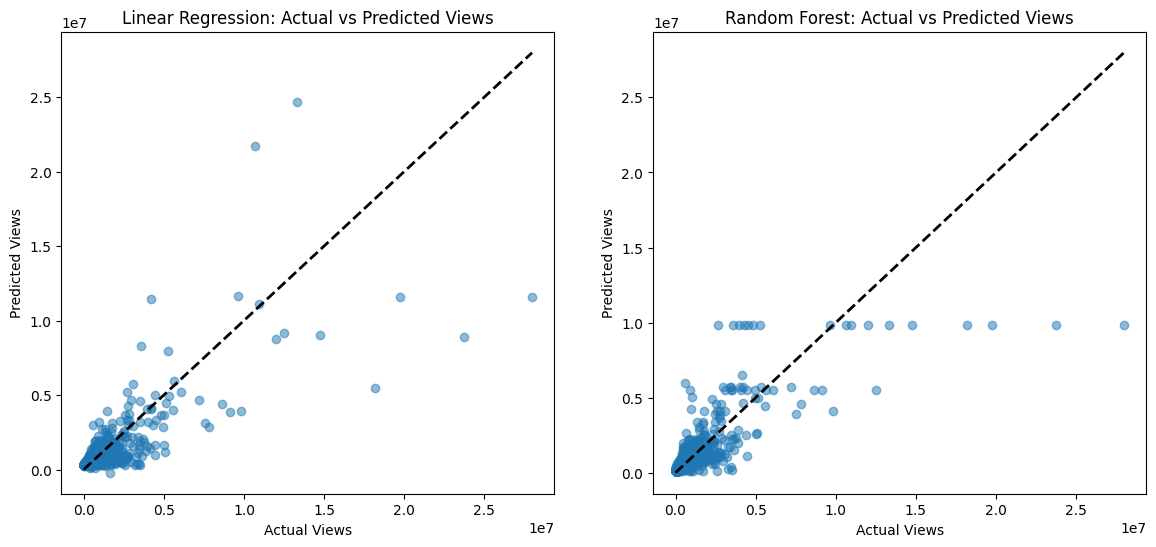 Linear Regression: Actual vs Predicted Views
1e7
Predicted Views
2.5
2.0
1.5
1.0
0.5
0.0
0.0 0.5 1.0 1.5 2.0 2.5
1e7
Actual Views
Random Forest: Actual vs Predicted Views
1e7
Predicted Views
2.5
2.0
1.5
1.0
0.5
0.0
0.0 0.5 1.0 1.5 2.0 2.5
1e7
Actual Views